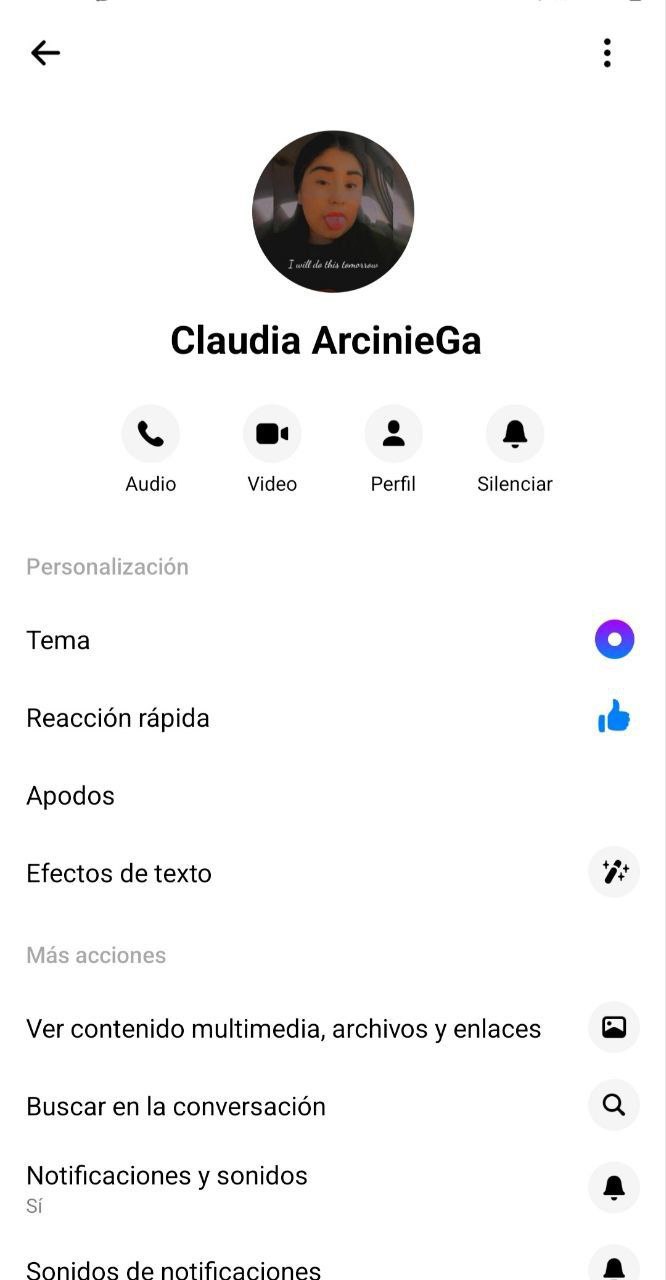 I will do this tomorrow
Claudia ArcinieGa
Audio
Video
Perfil
Silenciar
Personalización
Tema
Reacción rápida
Apodos
Efectos de texto
Más acciones
Ver contenido multimedia, archivos y enlaces
Buscar en la conversación
Notificaciones y sonidos
Sí
Sonidos de notificaciones